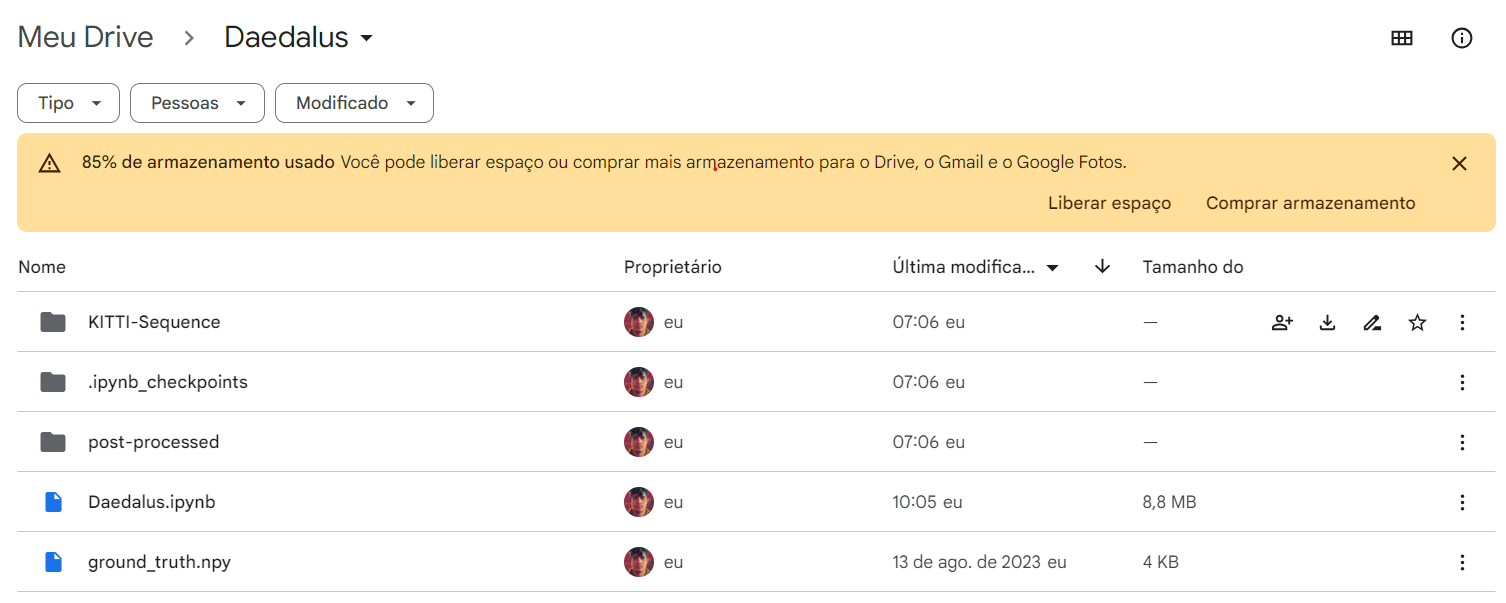 Meu Drive > Daedalus
Tipo Pessoas Modificado
85% de armazenamento usado Você pode liberar espaço ou comprar mais armazenamento para o Drive, o Gmail e o Google Fotos.
Liberar espaço Comprar armazenamento
Nome Proprietário Última modifica... Tamanho do
KITTI-Sequence eu 07:06 eu —
.ipynb_checkpoints eu 07:06 eu —
post-processed eu 07:06 eu —
Daedalus.ipynb eu 10:05 eu 8,8 MB
ground_truth.npy eu 13 de ago. de 2023 eu 4 KB